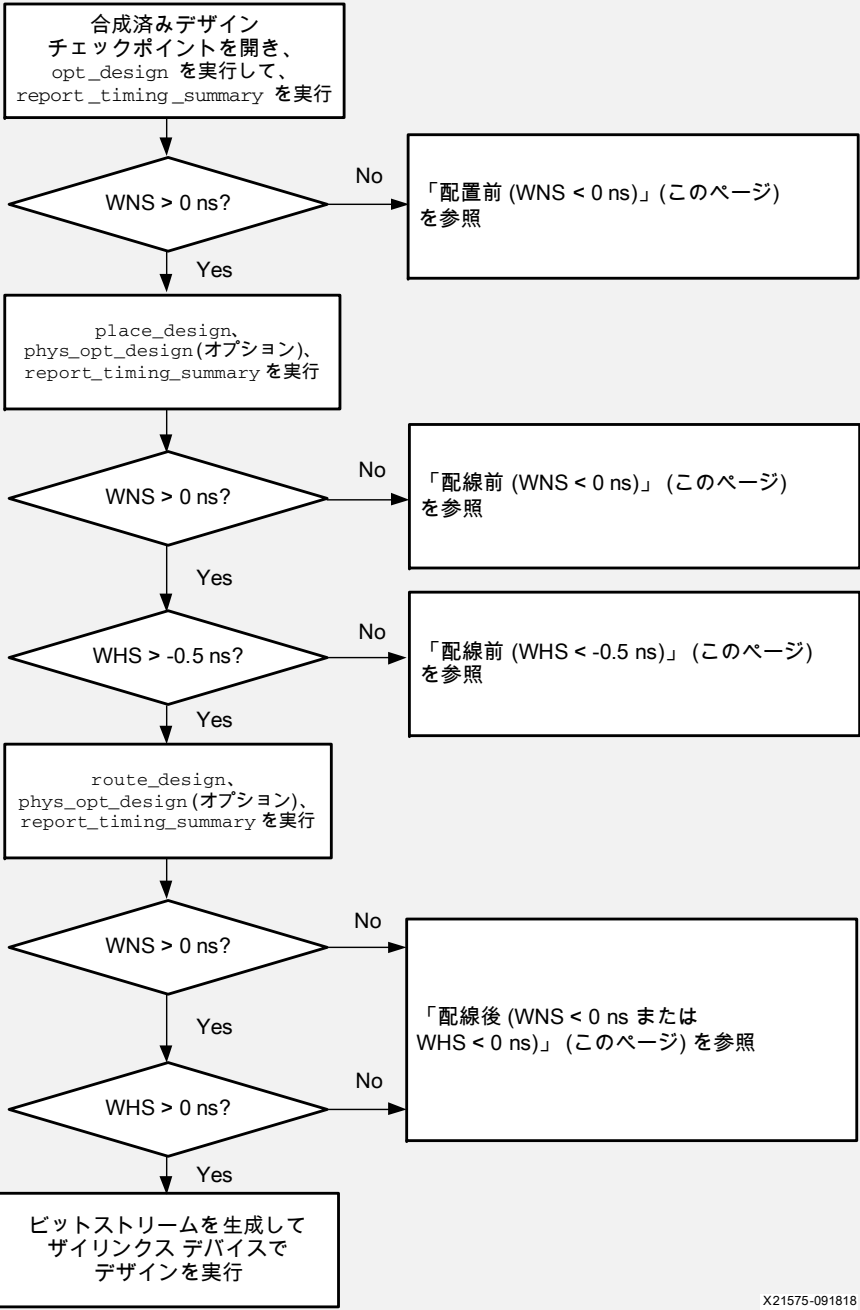 合成済みデザイン
チェックポイントを開き、
opt_design を実行して、
report_timing_summary を実行
WNS > 0 ns?
No
「配置前 (WNS < 0 ns)」(このページ)
を参照
Yes
place_design、
phys_opt_design(オプション)、
report_timing_summary を実行
WNS > 0 ns?
No
「配線前 (WNS < 0 ns)」 (このページ)
を参照
Yes
WHS > -0.5 ns?
No
「配線前 (WHS < -0.5 ns)」 (このページ)
を参照
Yes
route_design、
phys_opt_design(オプション)、
report_timing_summary を実行
WNS > 0 ns?
No
「配線後 (WNS < 0 ns または
WHS < 0 ns)」 (このページ) を参照
Yes
WHS > 0 ns?
No
Yes
ビットストリームを生成して
ザイリンクス デバイスで
デザインを実行
X21575-091818